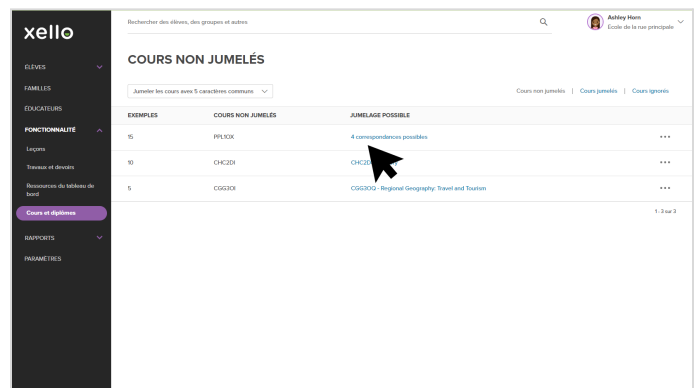 xello
Rechercher des élèves, des groupes et autres
Ashley Horn
École de la rue principale
ÉLÈVES
FAMILLES
ÉDUCATEURS
FONCTIONNALITÉ
Leçons
Travaux et devoirs
Ressources du tableau de
bord
Cours et diplômes
RAPPORTS
PARAMÈTRES
COURS NON JUMELÉS
Jumeler les cours avex 5 caractères communs
Cours non jumelés | Cours jumelés | Cours ignorés
EXEMPLES COURS NON JUMELÉS JUMELAGE POSSIBLE
15 PPL1OX 4 correspondances possibles
10 CHC2DI
5 CGG3OI CGG3OQ - Regional Geography: Travel and Tourism
1 - 3 sur 3